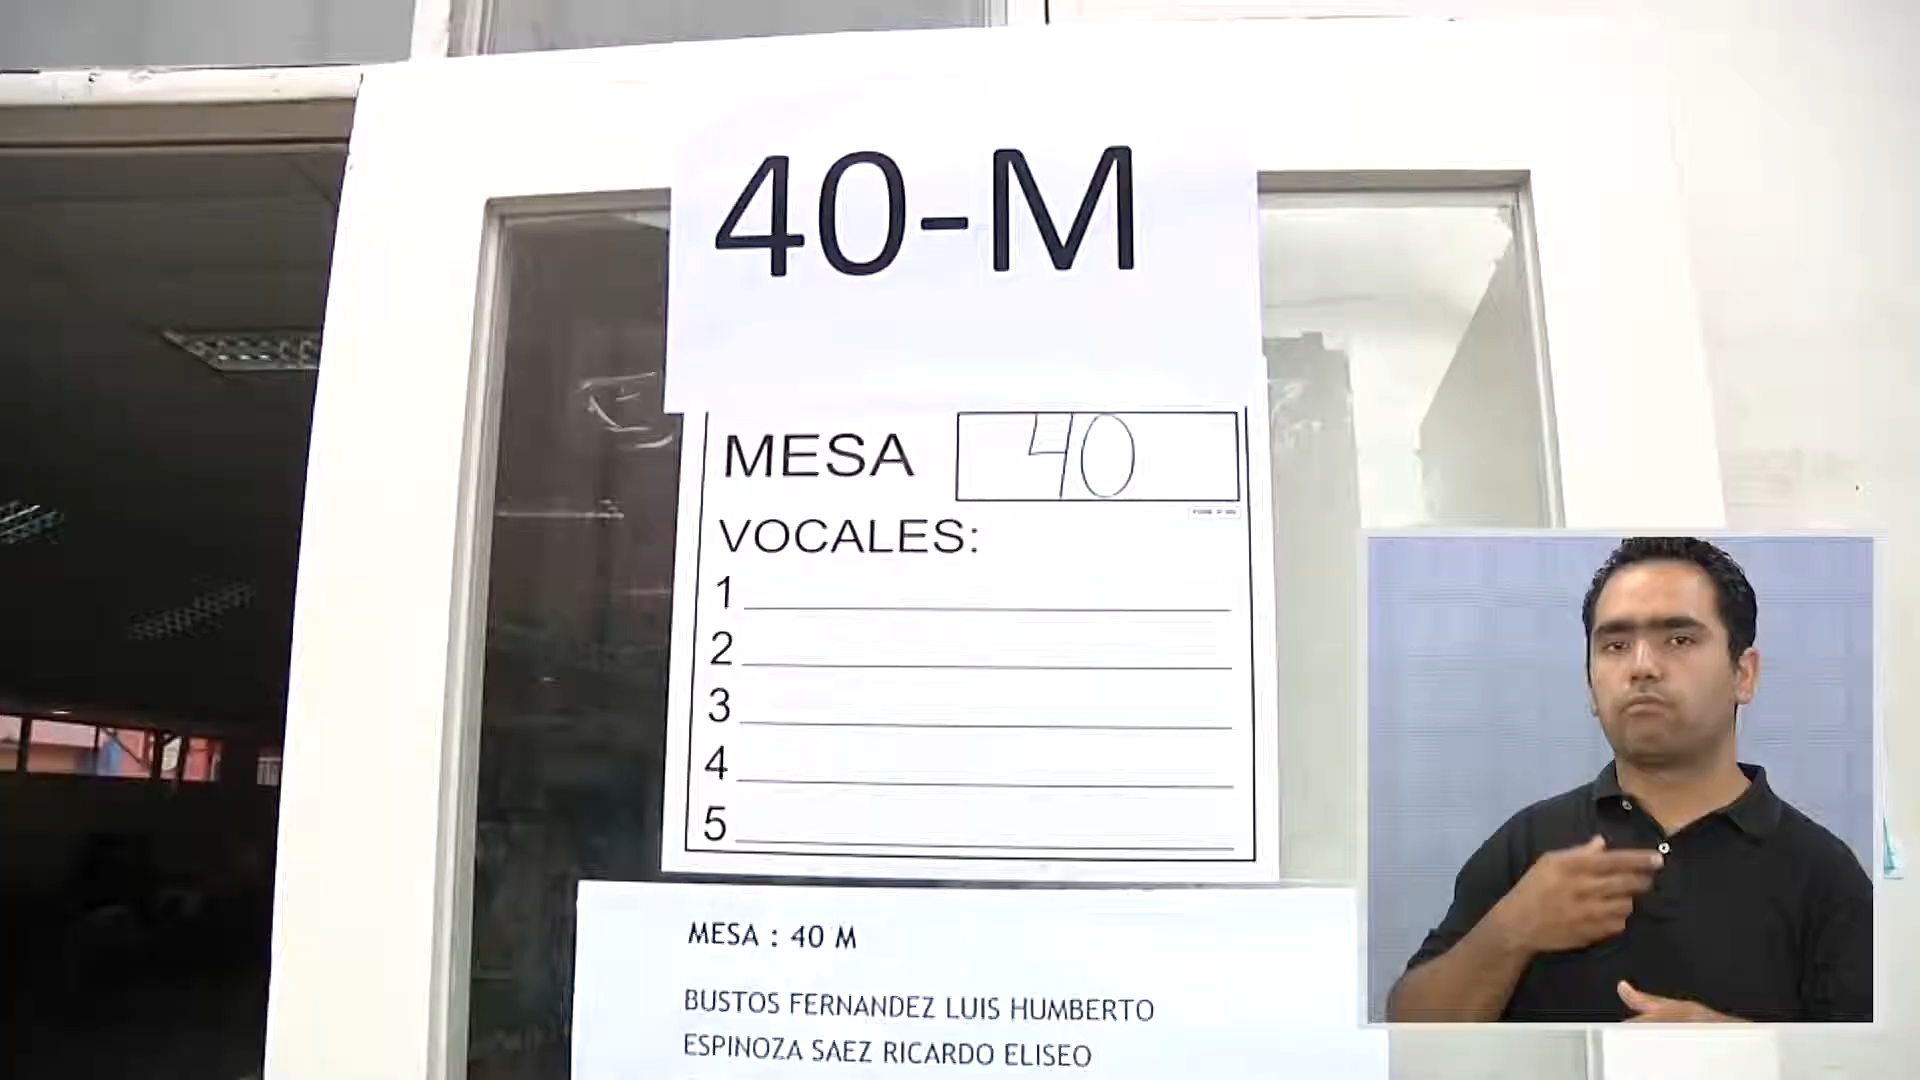 40-M
MESA 40
VOCALES:
1
2
3
4
5
MESA : 40 M
BUSTOS FERNANDEZ LUIS HUMBERTO
ESPINOZA SAEZ RICARDO ELISEO